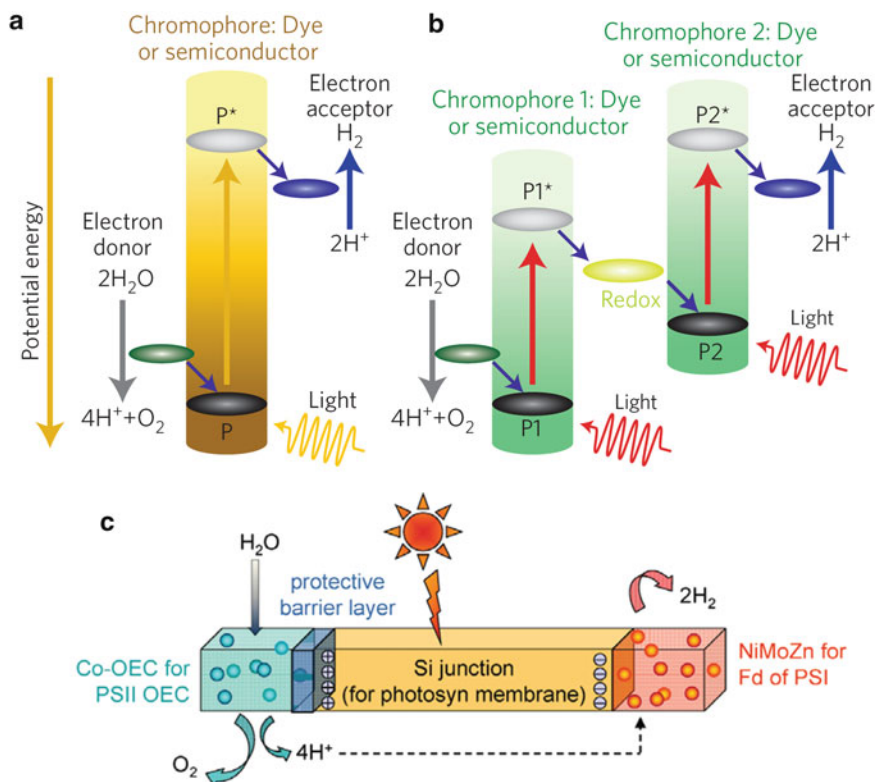 a
Chromophore: Dye
or semiconductor
Electron
acceptor
H₂
P*
2H⁺
Electron
donor
2H₂O
4H⁺+O₂
P
Light
Potential energy
b
Chromophore 2: Dye
or semiconductor
Chromophore 1: Dye
or semiconductor
Electron
acceptor
H₂
P2*
P1*
2H⁺
Electron
donor
2H₂O
Redox
4H⁺+O₂
P1
P2
Light
Light
c
H₂O
protective
barrier layer
2H₂
Co-OEC for
PSII OEC
Si junction
(for photosyn membrane)
NiMoZn for
Fd of PSI
O₂
4H⁺